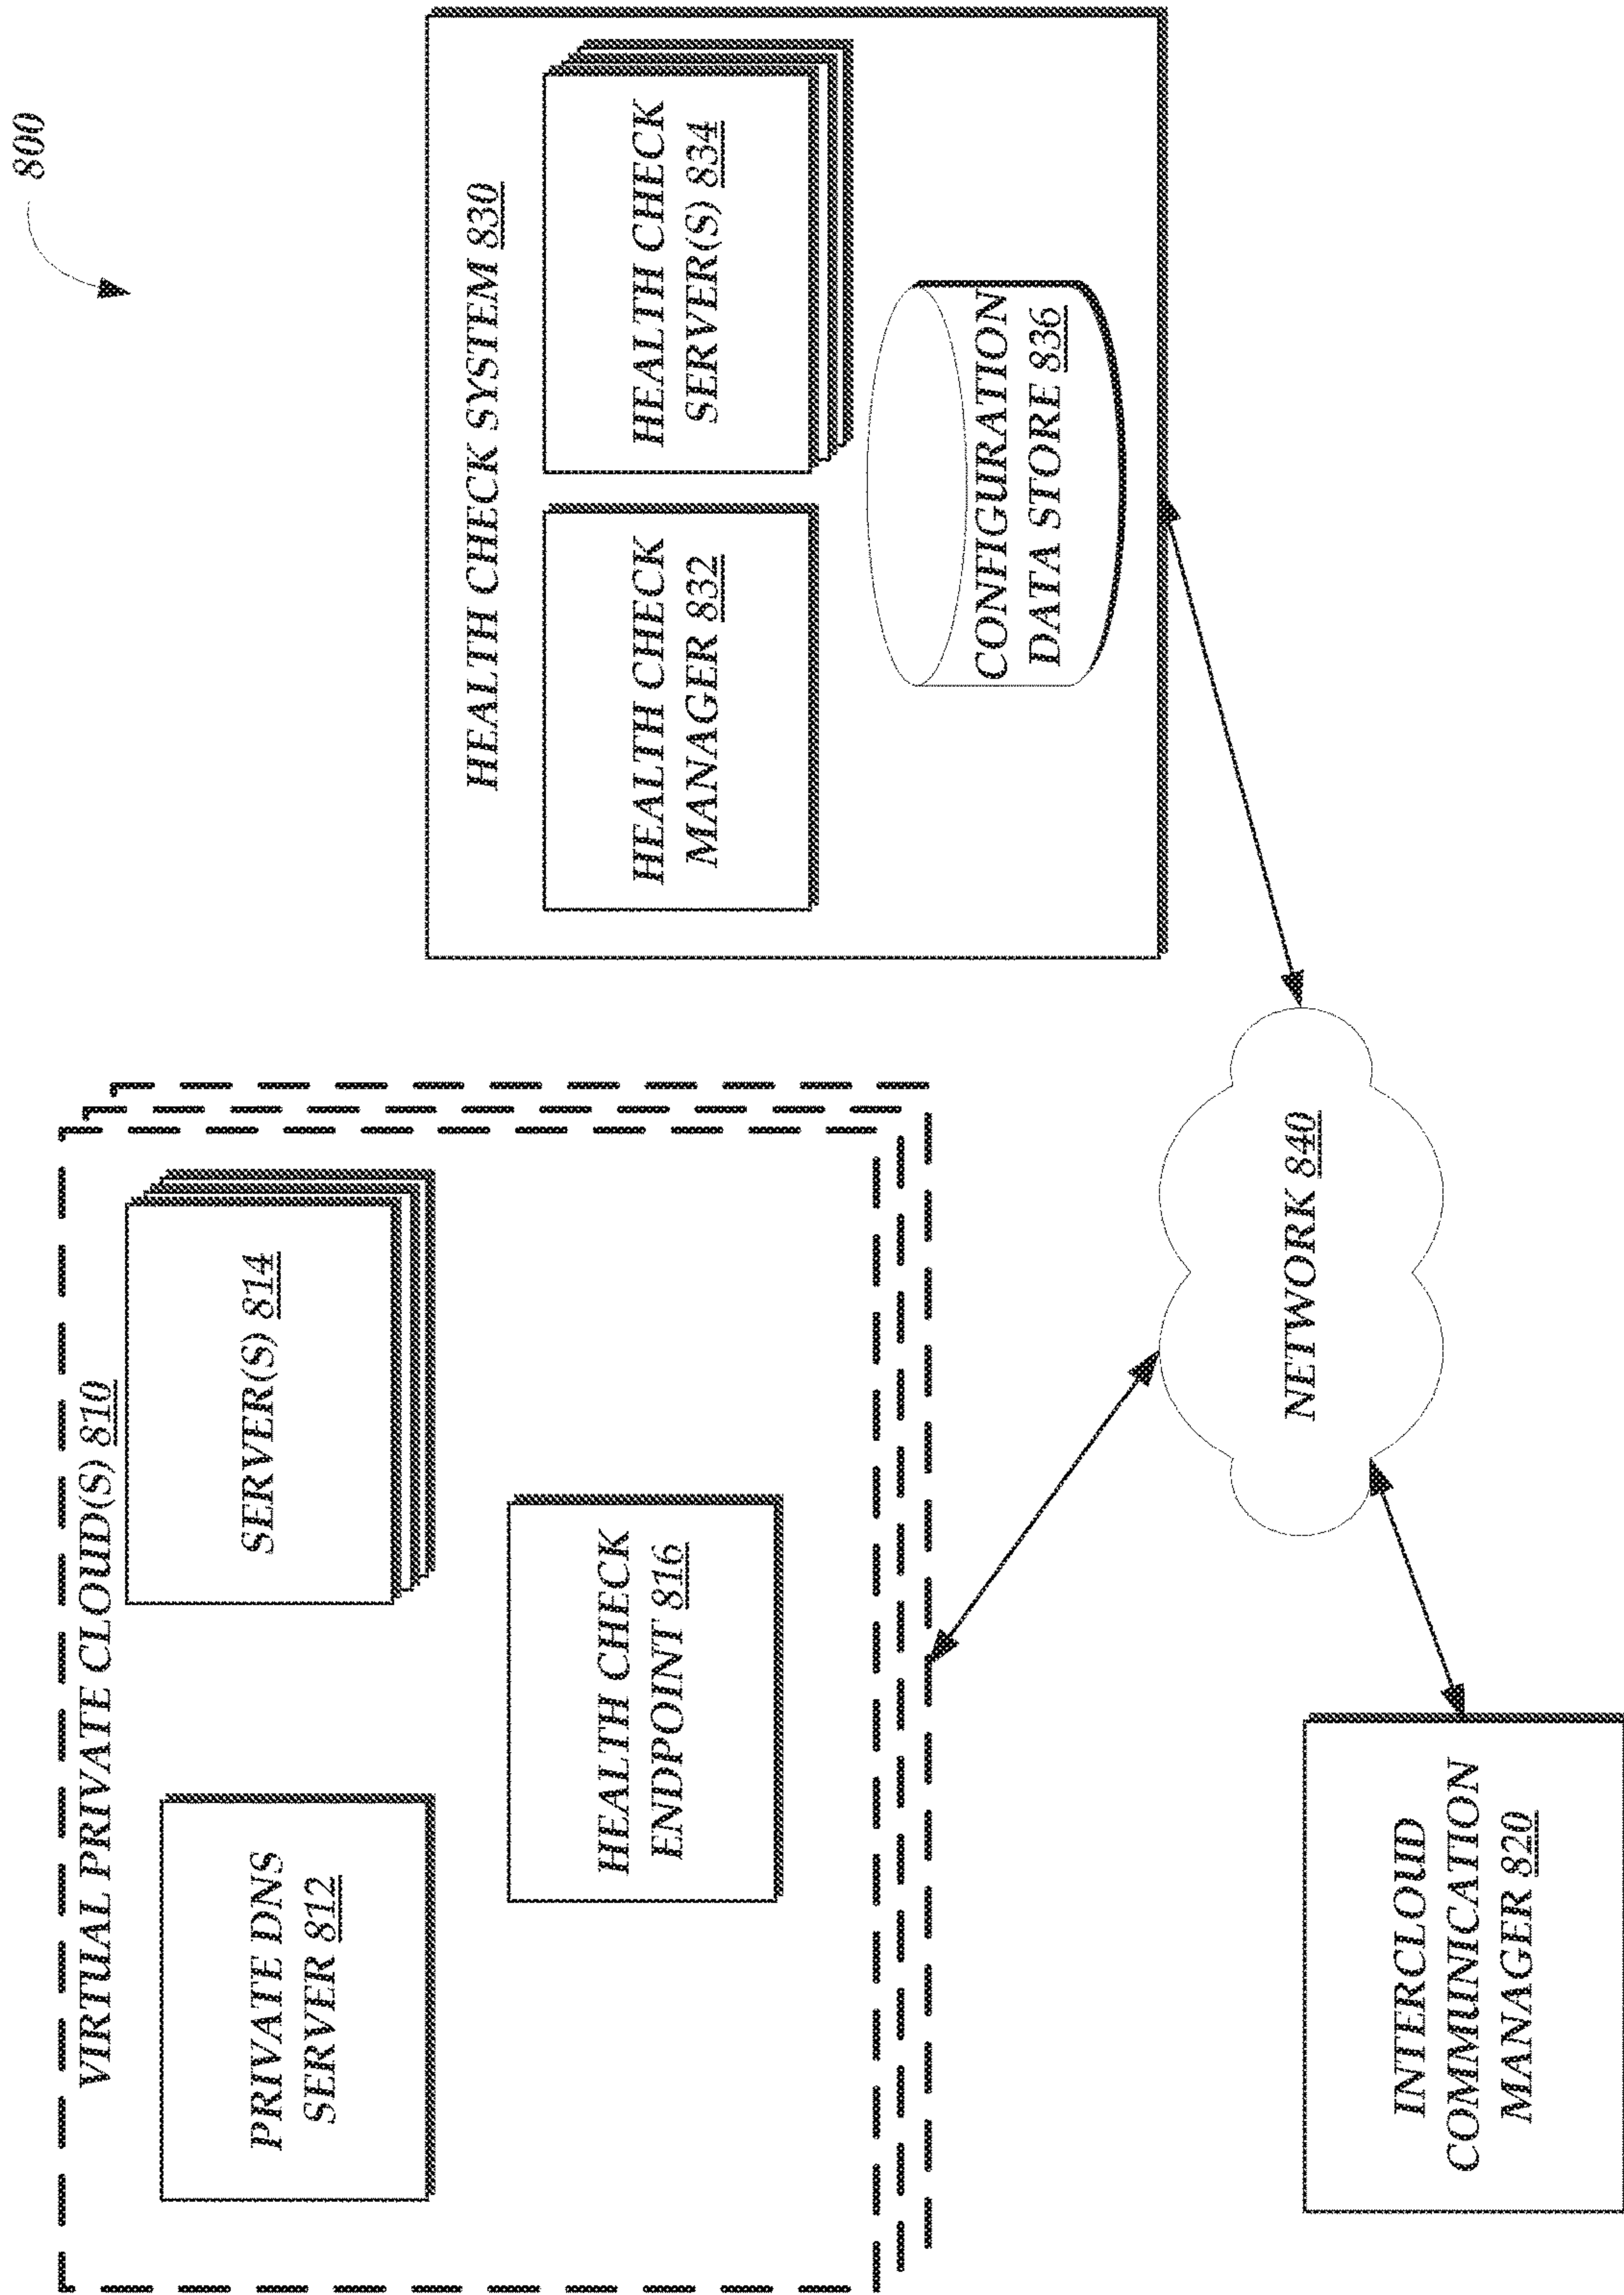 800
VIRTUAL PRIVATE CLOUD(S) 810
PRIVATE DNS
SERVER 812
SERVER(S) 814
HEALTH CHECK
ENDPOINT 816
HEALTH CHECK SYSTEM 830
HEALTH CHECK
MANAGER 832
HEALTH CHECK
SERVER(S) 834
CONFIGURATION
DATA STORE 836
NETWORK 840
INTERCLOUD
COMMUNICATION
MANAGER 820